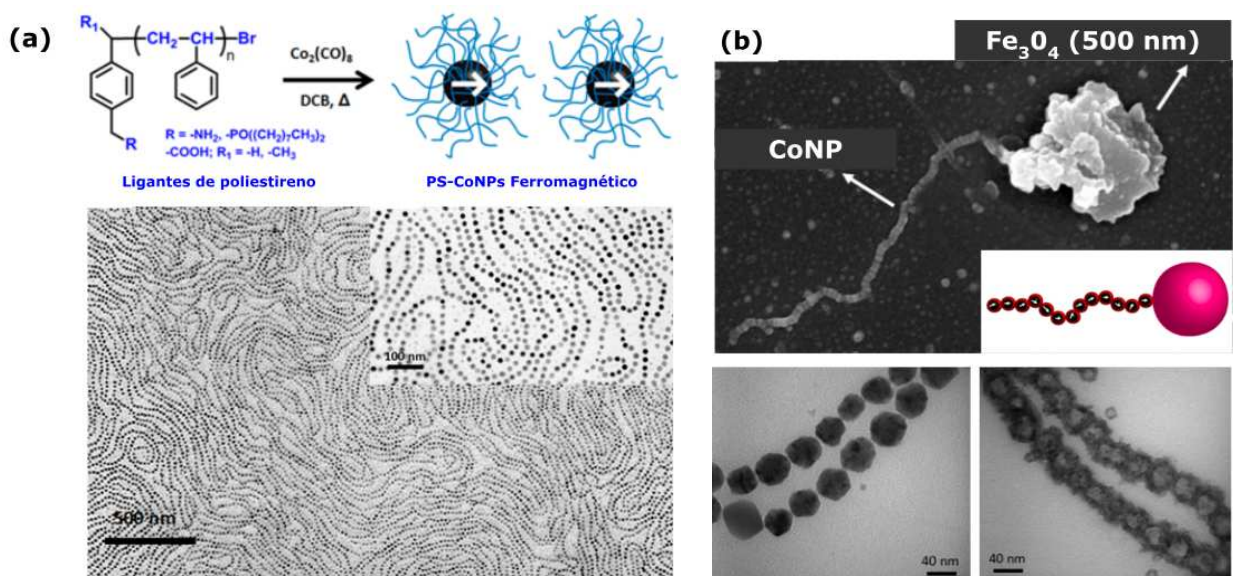 (a)
R₁
CH₂
CH
Br
n
Co₂(CO)₈
DCB, Δ
R
R = -NH₂, -PO((CH₂)₇CH₃)₂
-COOH; R₁ = -H, -CH₃
Ligantes de poliestireno
PS-CoNPs Ferromagnético
100 nm
500 nm
(b)
Fe₃0₄ (500 nm)
CoNP
40 nm
40 nm